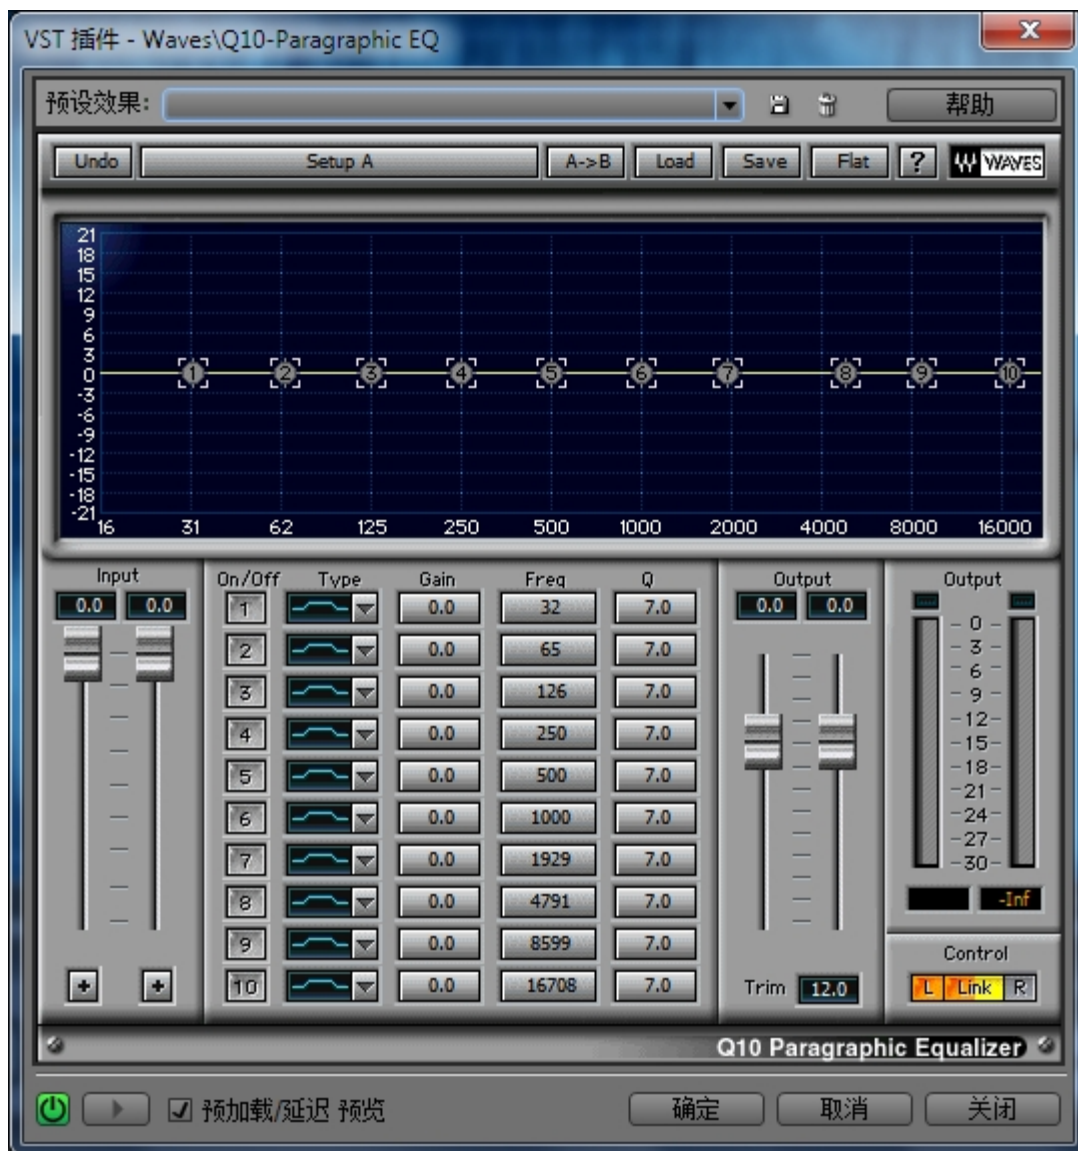 VST 插件 - Waves\Q10-Paragraphic EQ
X
预设效果: 帮助
Undo Setup A A->B Load Save Flat ? W WAVES
21
18
15
12
9
6
3
0
-3
-6
-9
-12
-15
-18
-21
1 2 3 4 5 6 7 8 9 10
16 31 62 125 250 500 1000 2000 4000 8000 16000
Input
0.0 0.0
On/Off Type Gain Freq Q
1 0.0 32 7.0
2 0.0 65 7.0
3 0.0 126 7.0
4 0.0 250 7.0
5 0.0 500 7.0
6 0.0 1000 7.0
7 0.0 1929 7.0
8 0.0 4791 7.0
9 0.0 8599 7.0
10 0.0 16708 7.0
+ +
Output
0.0 0.0
Trim 12.0
Output
- 0 -
- 3 -
- 6 -
- 9 -
-12-
-15-
-18-
-21-
-24-
-27-
-30-
-Inf
Control
L Link R
Q10 Paragraphic Equalizer
预加载/延迟 预览 确定 取消 关闭